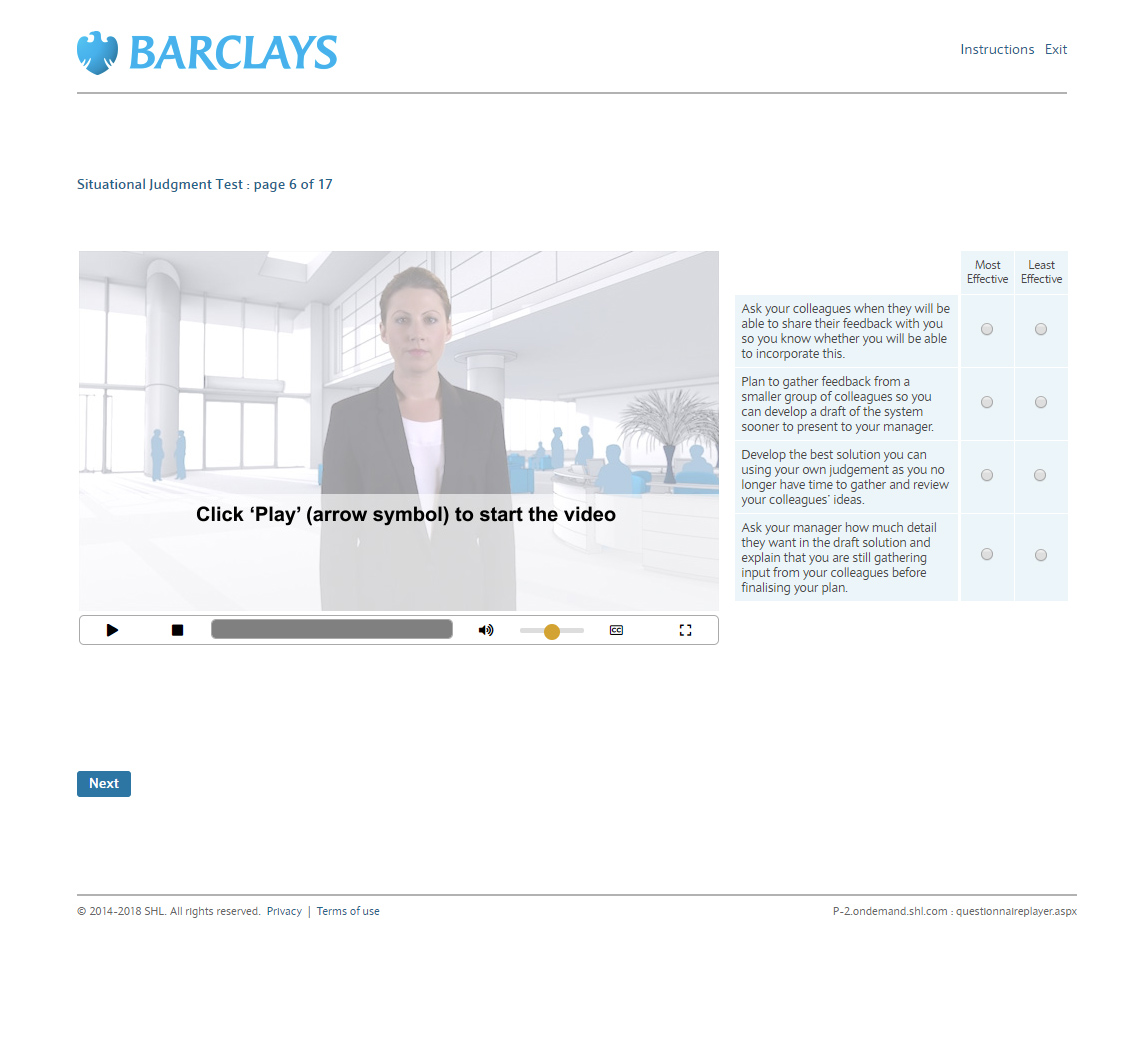 BARCLAYS
Instructions Exit
Situational Judgment Test : page 6 of 17
Most
Effective
Least
Effective
Ask your colleagues when they will be
able to share their feedback with you
so you know whether you will be able
to incorporate this.
Plan to gather feedback from a
smaller group of colleagues so you
can develop a draft of the system
sooner to present to your manager.
Develop the best solution you can
using your own judgement as you no
longer have time to gather and review
your colleagues' ideas.
Ask your manager how much detail
they want in the draft solution and
explain that you are still gathering
input from your colleagues before
finalising your plan.
Click ‘Play’ (arrow symbol) to start the video
CC
Next
© 2014-2018 SHL. All rights reserved. Privacy | Terms of use
P-2.ondemand.shl.com : questionnaireplayer.aspx